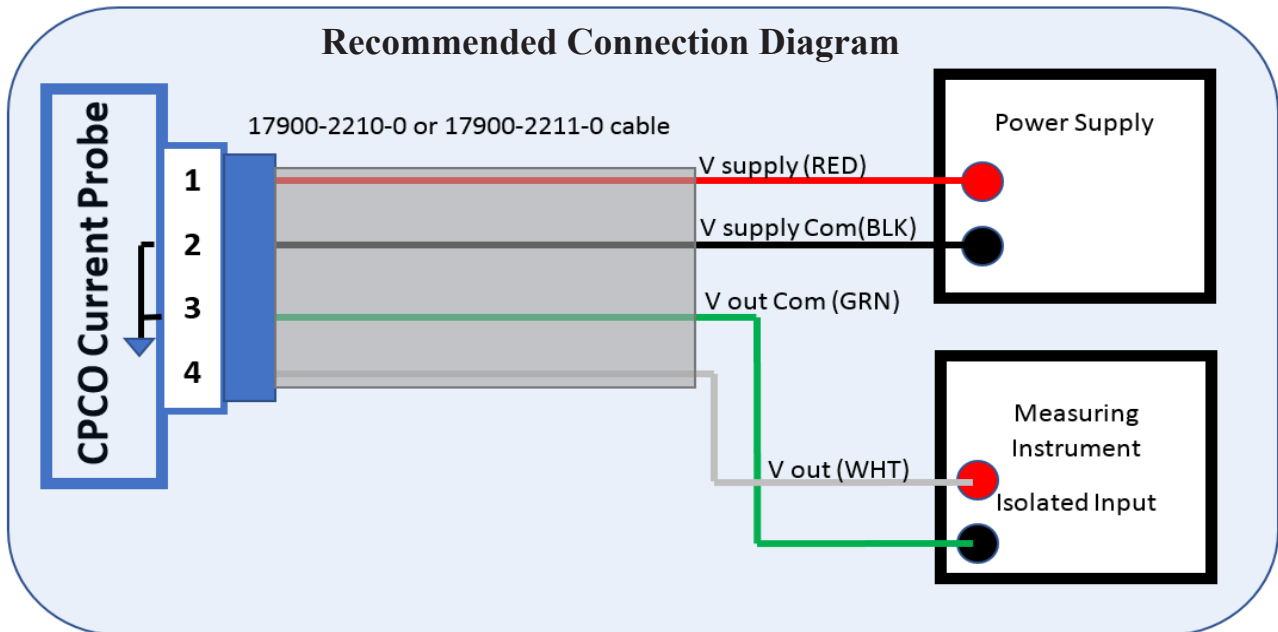 Recommended Connection Diagram
CPCO Current Probe
17900-2210-0 or 17900-2211-0 cable
1
2
3
4
V supply (RED)
V supply Com(BLK)
V out Com (GRN)
V out (WHT)
Power Supply
Measuring
Instrument
Isolated Input